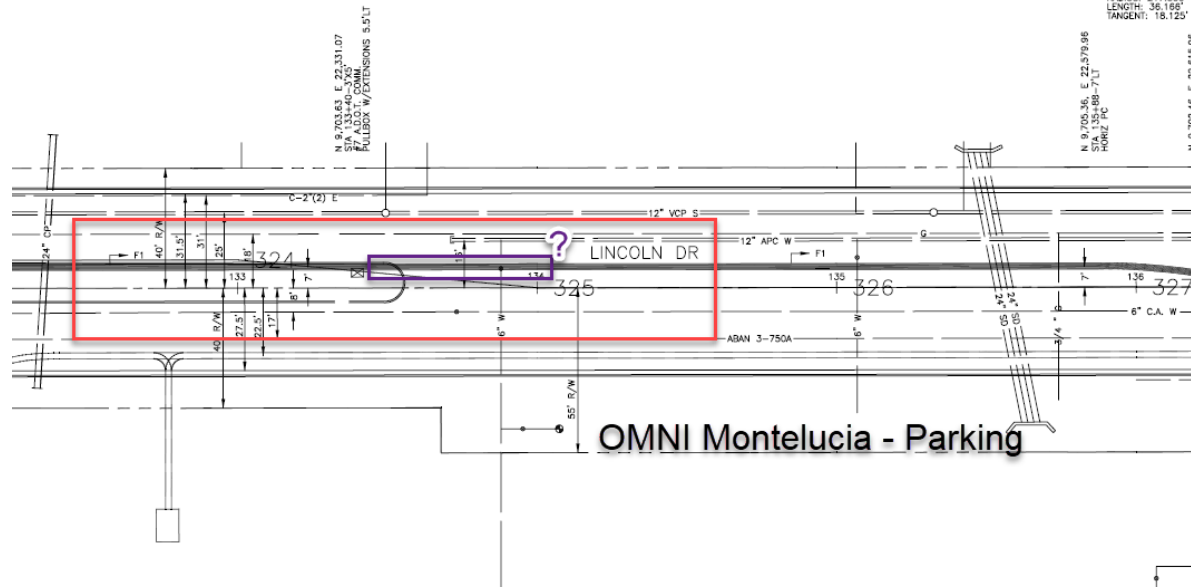 LENGTH: 36.166'
TANGENT: 18.125'
N 9,703.63 E 22,331.07
STA 133+40-3'X5'
#7 A.D.O.T. COMM.
PULLBOX W/EXTENSIONS 5.5'LT
N 9,705.36, E 22,579.96
STA 135+88-7'LT
HORIZ PC
C-2"(2) E
12" VCP S
24" CP
40' R/W
31.5'
31'
25'
18'
F1
324
7'
15'
?
12" APC W
G
LINCOLN DR
F1
133
134
325
135
326
7'
136
327
8'
40' R/W
27.5'
22.5'
17'
6" W
6" W
24" SD
24" SD
3/4" G
6" C.A. W
ABAN 3-750A
55' R/W
OMNI Montelucia - Parking